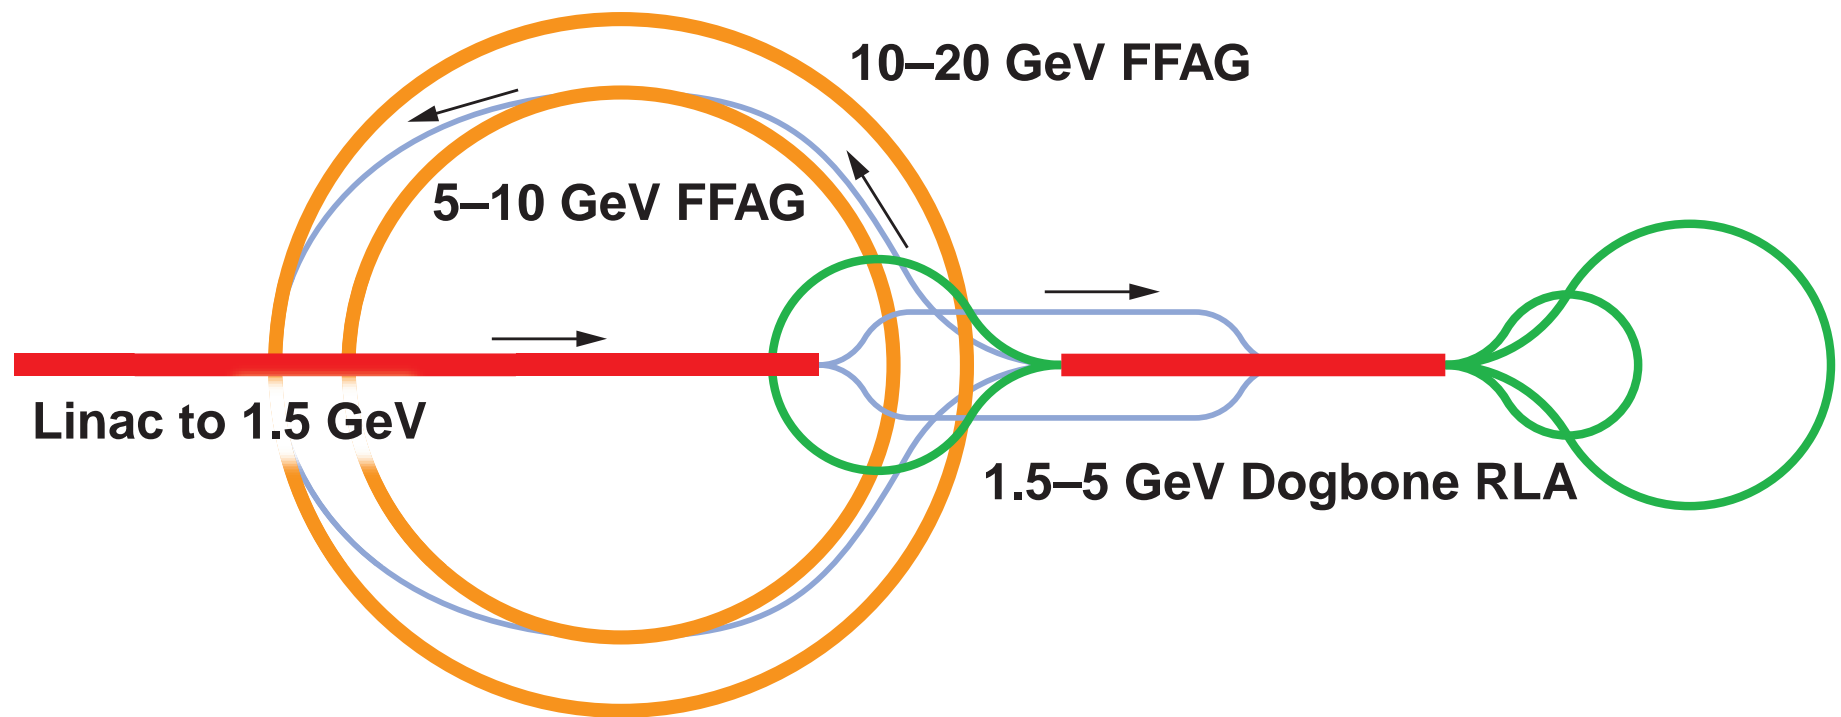 10–20 GeV FFAG
5–10 GeV FFAG
Linac to 1.5 GeV
1.5–5 GeV Dogbone RLA